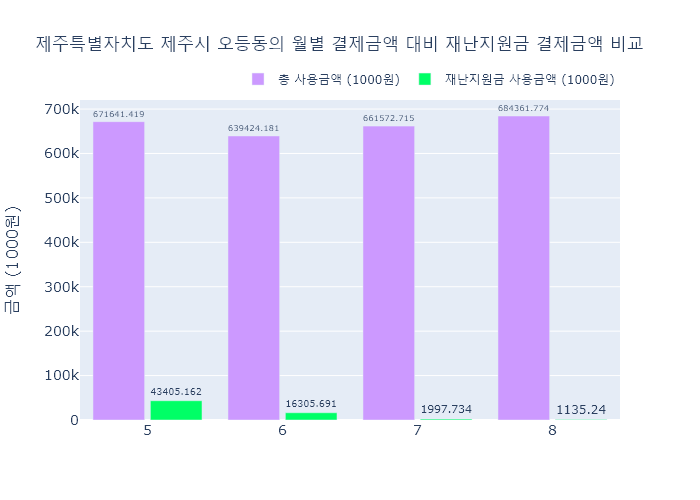 제주특별자치도 제주시 오등동의 월별 결제금액 대비 재난지원금 결제금액 비교
총 사용금액 (1000원)
재난지원금 사용금액 (1000원)
금액 (1000원)
700k
600k
500k
400k
300k
200k
100k
0
671641.419
639424.181
661572.715
684361.774
43405.162
16305.691
1997.734
1135.24
5
6
7
8